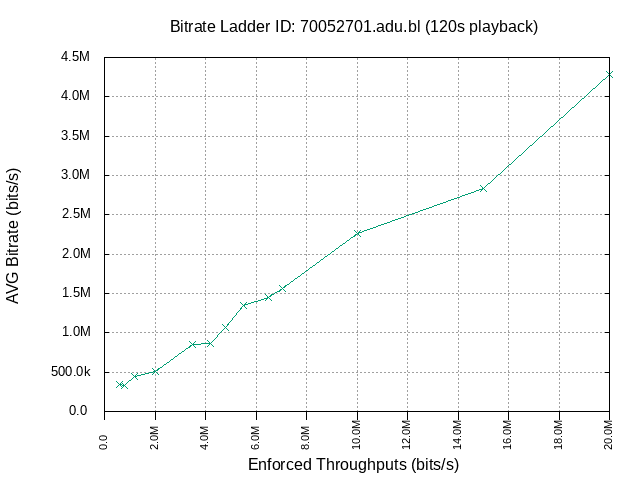 Bitrate Ladder ID: 70052701.adu.bl (120s playback)
4.5M
4.0M
3.5M
3.0M
2.5M
2.0M
1.5M
1.0M
500.0k
0.0
AVG Bitrate (bits/s)
0.0
2.0M
4.0M
6.0M
8.0M
10.0M
12.0M
14.0M
16.0M
18.0M
20.0M
Enforced Throughputs (bits/s)